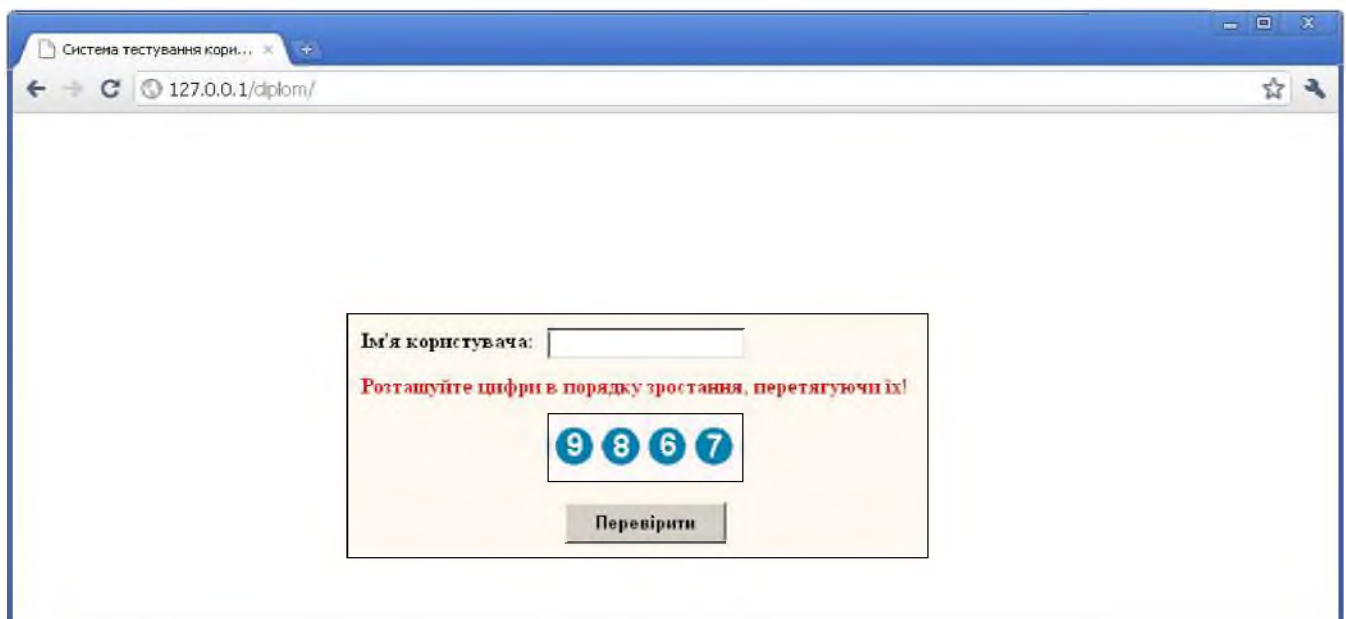 Система тестування кори...
127.0.0.1/diplom/
Ім'я користувача:
Розташуйте цифри в порядку зростання, перетягуючи їх!
9 8 6 7
Перевірити